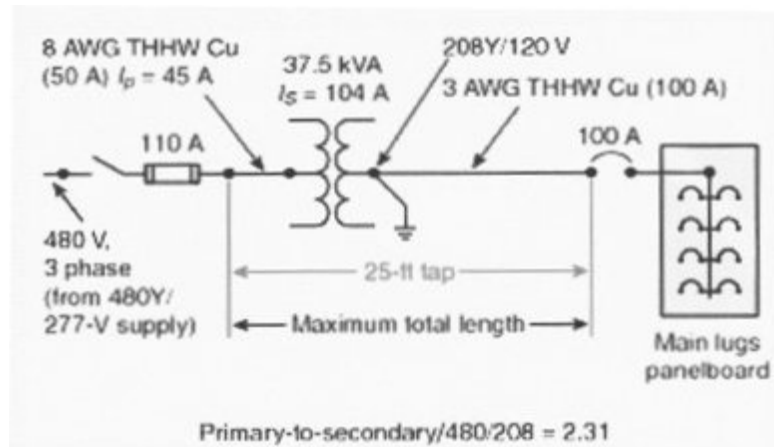 8 AWG THHW Cu
(50 A) Ip = 45 A
37.5 kVA
IS = 104 A
208Y/120 V
3 AWG THHW Cu (100 A)
110 A
100 A
480 V,
3 phase
(from 480Y/
277-V supply)
25-ft tap
Maximum total length
Main lugs
panelboard
Primary-to-secondary/480/208 = 2.31